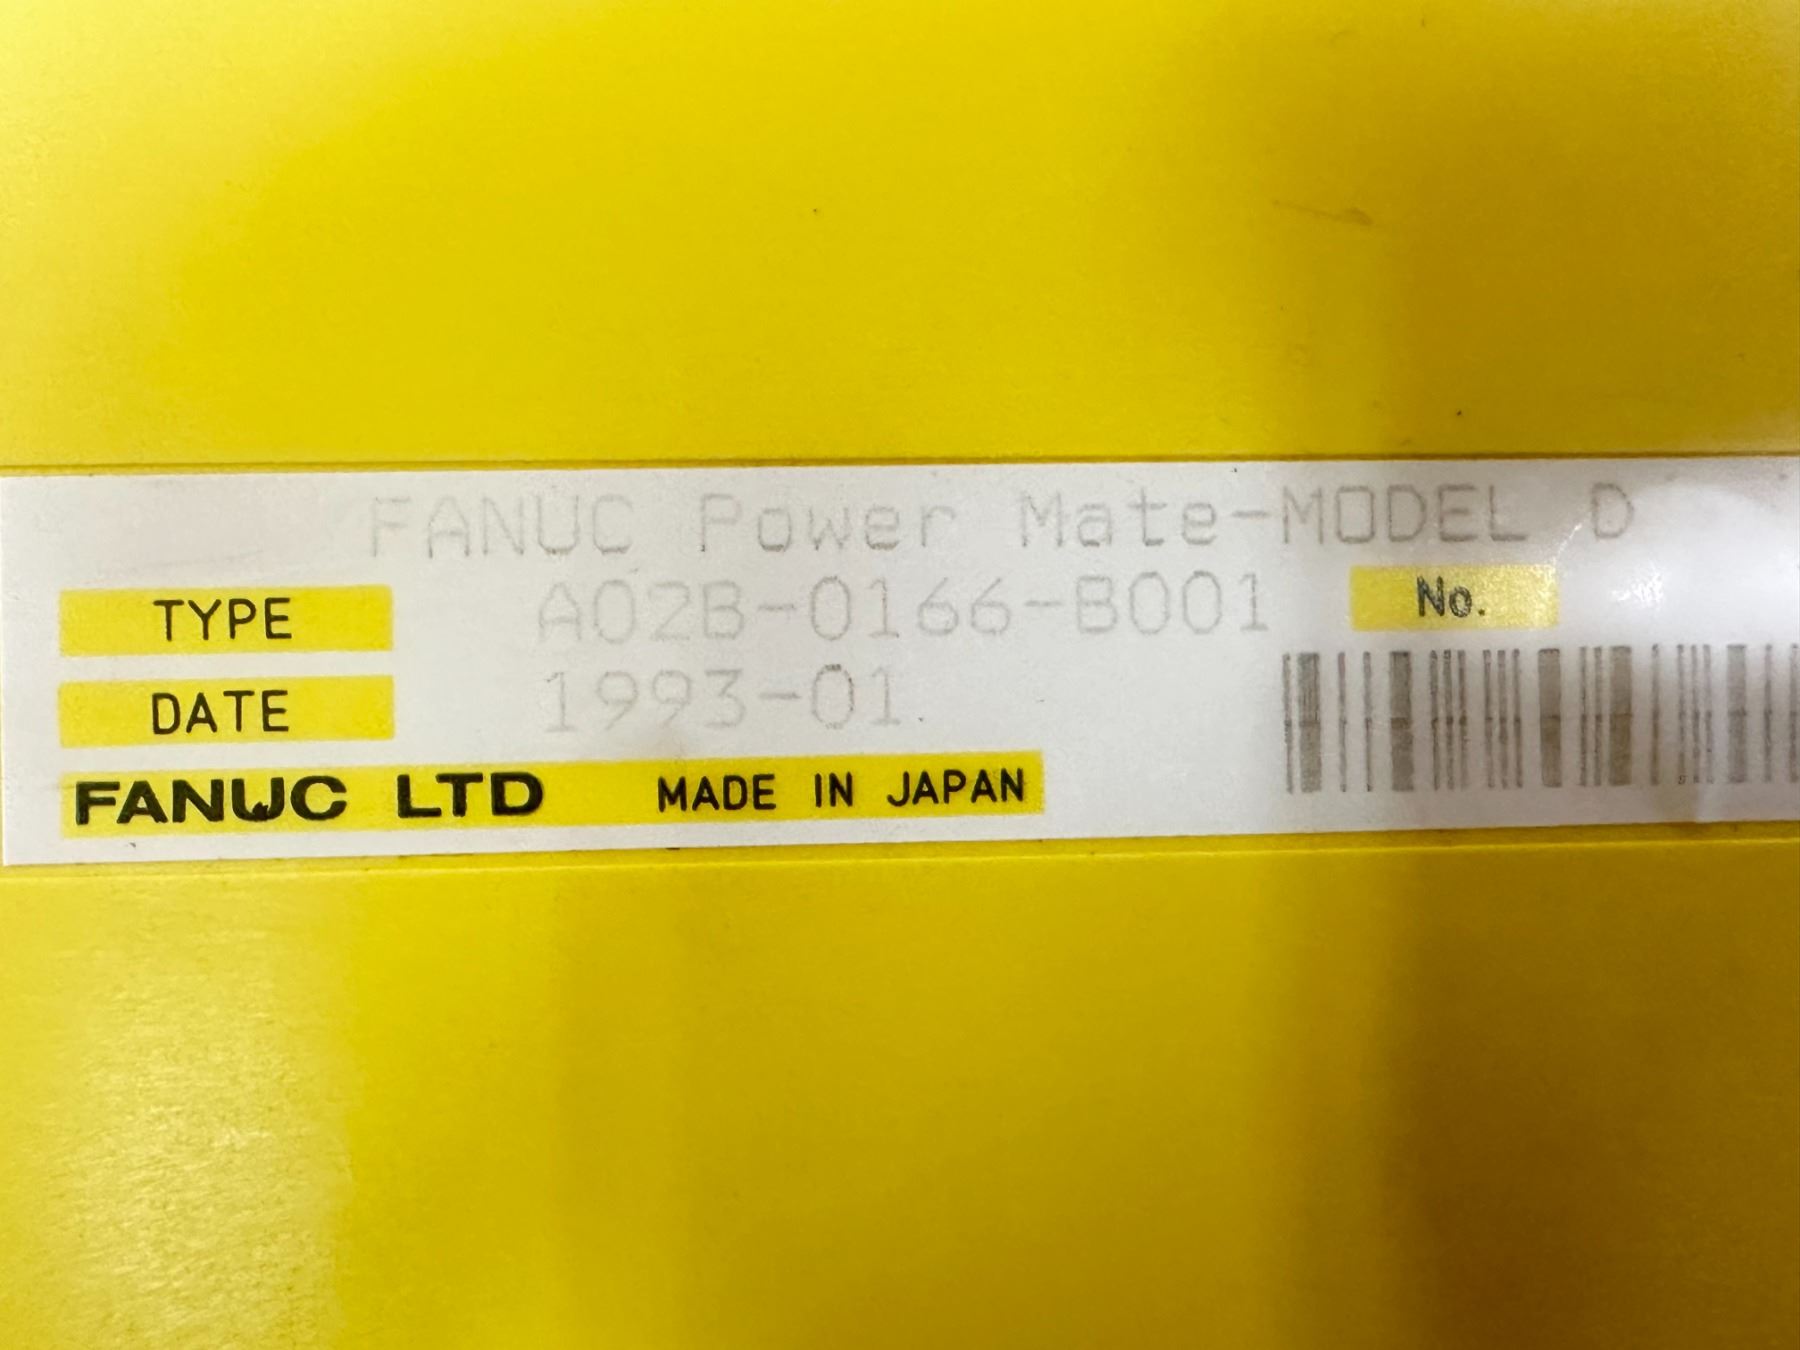 FANUC Power Mate-MODEL D
TYPE A02B-0166-B001 No.
DATE 1993-01
FANUC LTD MADE IN JAPAN